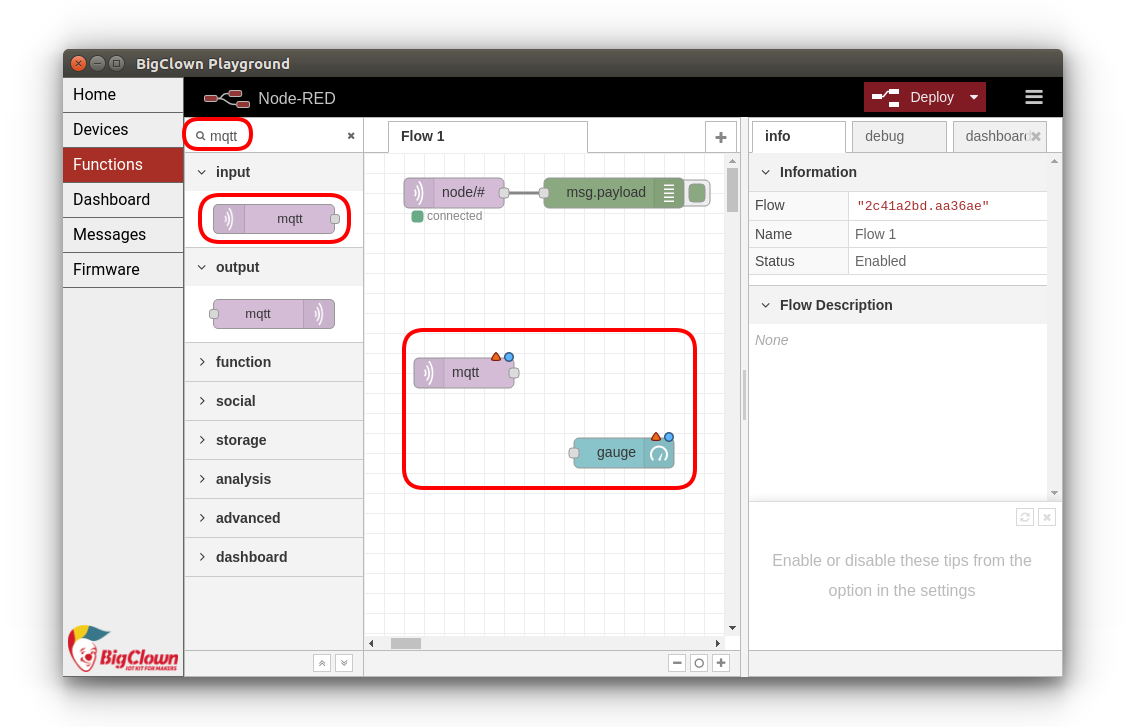 BigClown Playground
Home
Devices
Functions
Dashboard
Messages
Firmware
BigClown
IOT KIT FOR MAKERS
Node-RED
Deploy
mqtt
input
mqtt
output
mqtt
function
social
storage
analysis
advanced
dashboard
Flow 1
node/#
msg.payload
connected
mqtt
gauge
info
debug
dashboard
Information
Flow "2c41a2bd.aa36ae"
Name Flow 1
Status Enabled
Flow Description
None
Enable or disable these tips from the
option in the settings